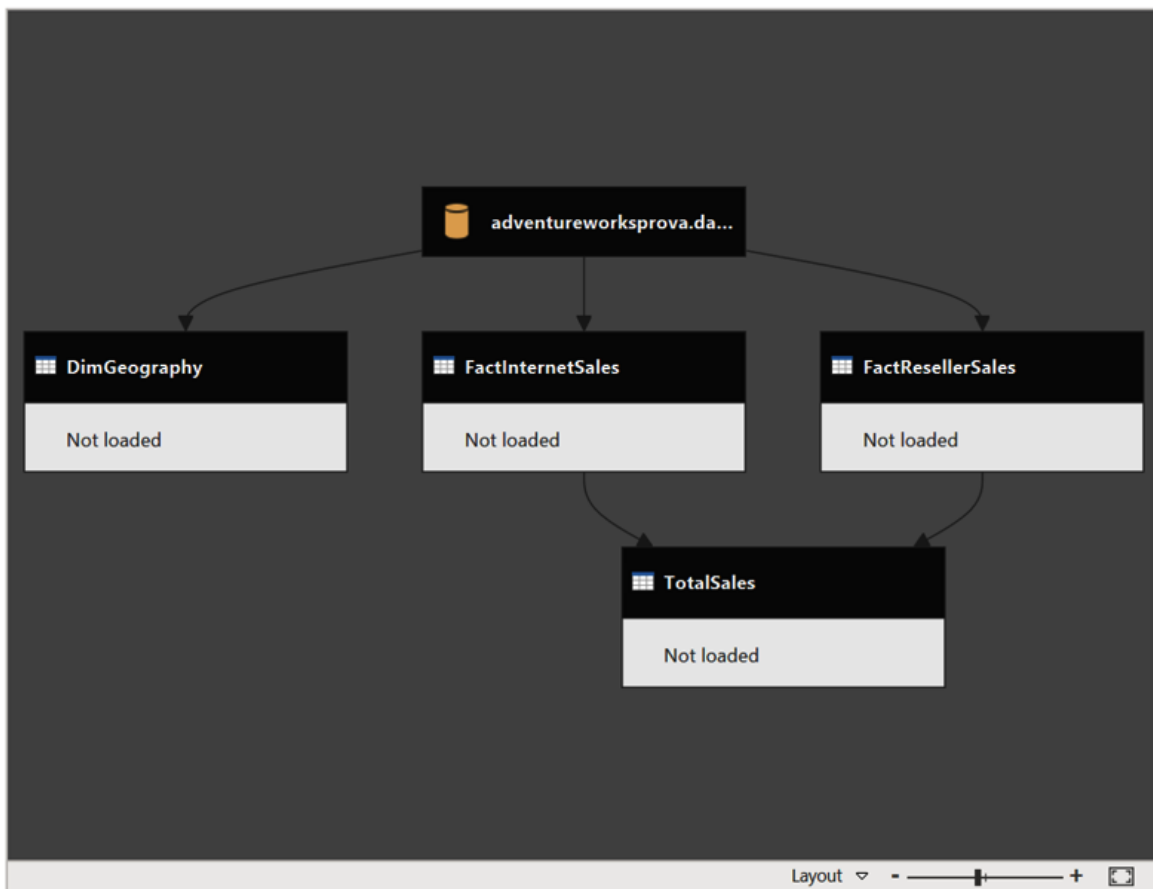 adventureworksprova.da...
DimGeography
FactInternetSales
FactResellerSales
Not loaded
Not loaded
Not loaded
TotalSales
Not loaded
Layout - +